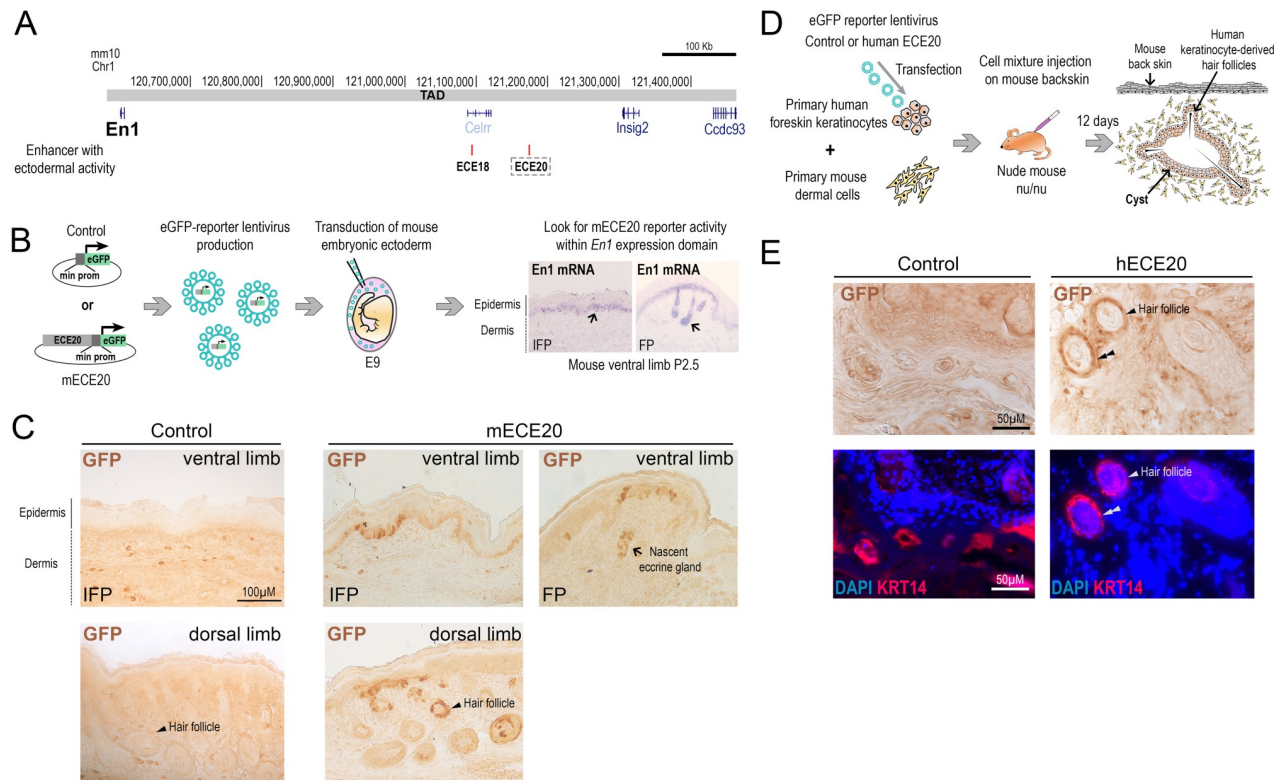 A
mm10
Chr1
100 Kb
120,700,000| 120,800,000| 120,900,000| 121,000,000| 121,100,000| 121,200,000| 121,300,000| 121,400,000|
TAD
En1
Celrr
Insig2
Ccdc93
Enhancer with
ectodermal activity
ECE18
ECE20
B
Control
eGFP
min prom
or
ECE20
eGFP
min prom
mECE20
eGFP-reporter lentivirus
production
Transduction of mouse
embryonic ectoderm
E9
Look for mECE20 reporter activity
within En1 expression domain
En1 mRNA
En1 mRNA
Epidermis
Dermis
IFP
FP
Mouse ventral limb P2.5
C
Control
mECE20
GFP
ventral limb
Epidermis
Dermis
IFP
100µM
GFP
ventral limb
IFP
GFP
ventral limb
Nascent
eccrine gland
FP
GFP
dorsal limb
Hair follicle
GFP
dorsal limb
Hair follicle
D
eGFP reporter lentivirus
Control or human ECE20
Transfection
Primary human
foreskin keratinocytes
+
Primary mouse
dermal cells
Cell mixture injection
on mouse backskin
Nude mouse
nu/nu
12 days
Mouse
back skin
Human
keratinocyte-derived
hair follicles
Cyst
E
Control
hECE20
GFP
50µM
GFP
Hair follicle
DAPI KRT14
50µM
Hair follicle
DAPI KRT14